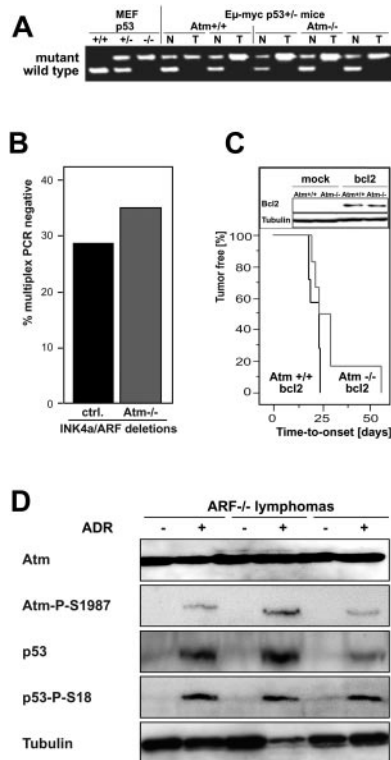 A
MEF p53
Eµ-myc p53+/- mice
Atm+/+
Atm-/-
+/+ +/- -/- N T N T N T N T N T
mutant
wild type
B
% multiplex PCR negative
40
30
20
10
0
ctrl. Atm-/-
INK4a/ARF deletions
C
mock bcl2
Atm+/+ Atm-/- Atm+/+ Atm-/-
Bcl2
Tubulin
Tumor free [%]
100
80
60
40
20
0
Atm +/+ bcl2
Atm -/- bcl2
0 25 50
Time-to-onset [days]
D
ARF-/- lymphomas
ADR - + - + - +
Atm
Atm-P-S1987
p53
p53-P-S18
Tubulin